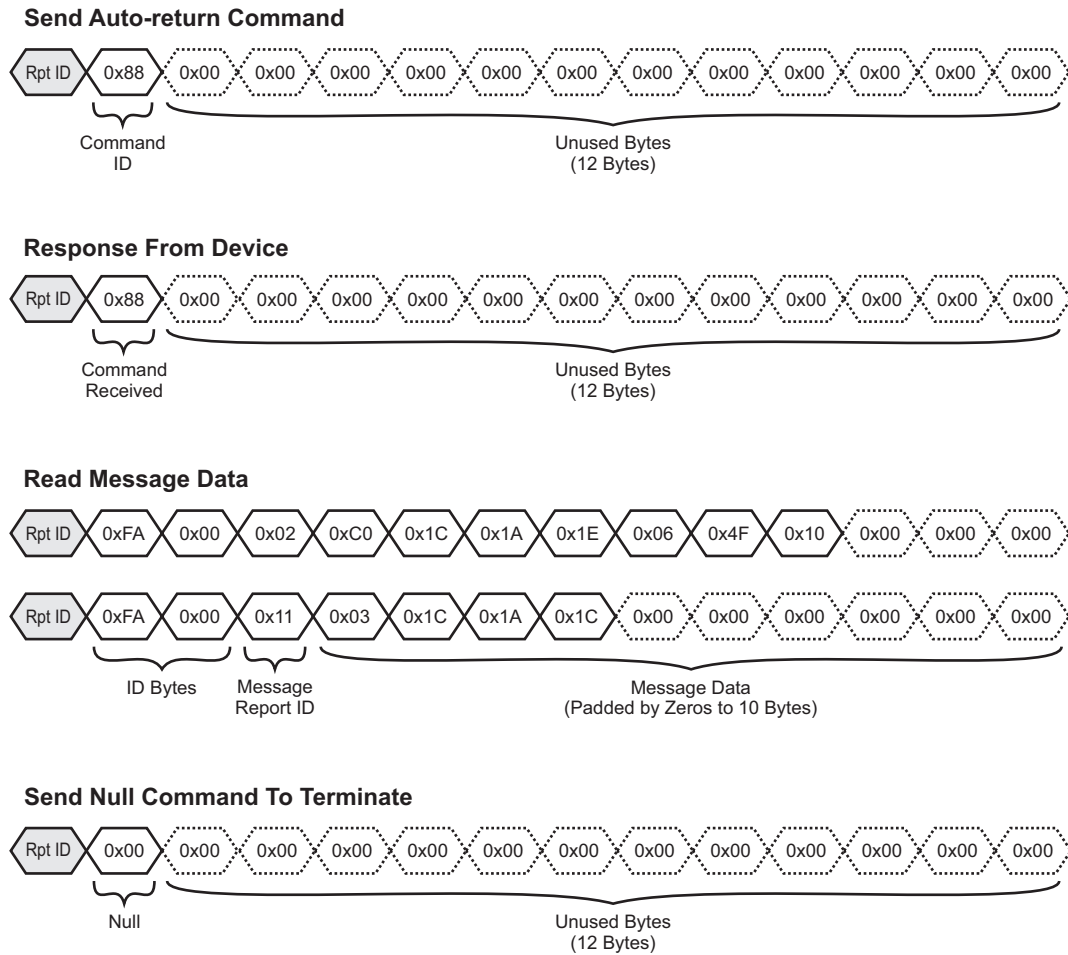 Send Auto-return Command
Rpt ID 0x88 0x00 0x00 0x00 0x00 0x00 0x00 0x00 0x00 0x00 0x00 0x00 0x00
Command Unused Bytes
ID (12 Bytes)
Response From Device
Rpt ID 0x88 0x00 0x00 0x00 0x00 0x00 0x00 0x00 0x00 0x00 0x00 0x00 0x00
Command Unused Bytes
Received (12 Bytes)
Read Message Data
Rpt ID 0xFA 0x00 0x02 0xC0 0x1C 0x1A 0x1E 0x06 0x4F 0x10 0x00 0x00 0x00
Rpt ID 0xFA 0x00 0x11 0x03 0x1C 0x1A 0x1C 0x00 0x00 0x00 0x00 0x00 0x00
ID Bytes Message Message Data
Report ID (Padded by Zeros to 10 Bytes)
Send Null Command To Terminate
Rpt ID 0x00 0x00 0x00 0x00 0x00 0x00 0x00 0x00 0x00 0x00 0x00 0x00 0x00
Null Unused Bytes
(12 Bytes)